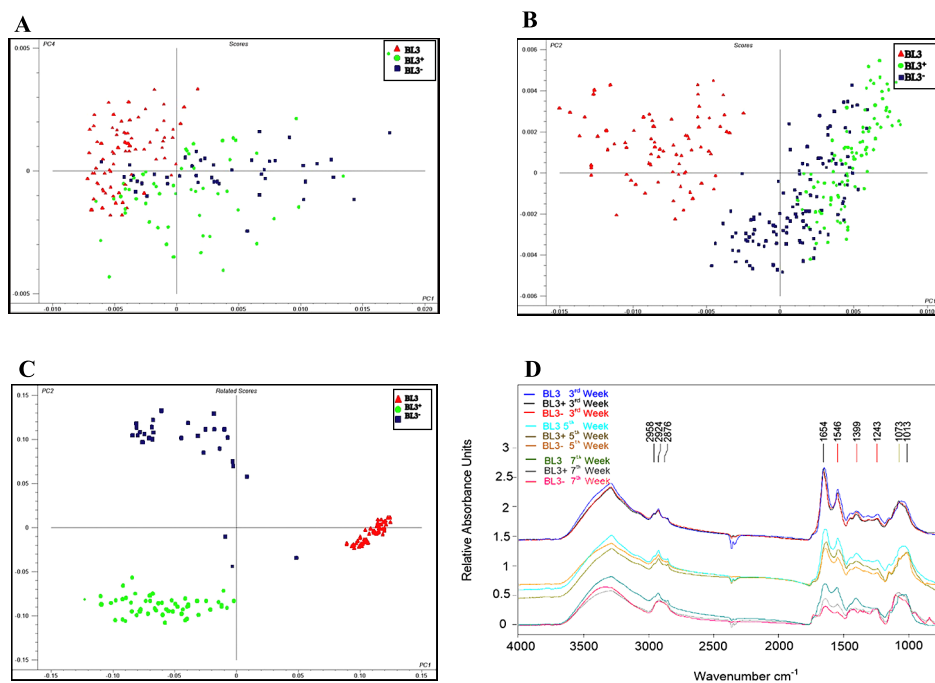 A
PC4
Scores
BL3
BL3+
BL3-
0.005
0
-0.005
PC1
-0.010
-0.005
0
0.005
0.010
0.015
0.020
B
PC2
Scores
BL3
BL3+
BL3-
0.006
0.004
0.002
0
-0.002
-0.004
-0.006
PC1
-0.015
-0.010
-0.005
0
0.005
0.010
C
PC2
Rotated Scores
BL3
BL3+
BL3-
0.15
0.10
0.05
0
-0.05
-0.10
-0.15
PC1
-0.15
-0.10
-0.05
0
0.05
0.10
0.15
D
BL3 3rd Week
BL3+ 3rd Week
BL3- 3rd Week
BL3 5th Week
BL3+ 5th Week
BL3- 5th Week
BL3 7th Week
BL3+ 7th Week
BL3- 7th Week
2958
2924
2876
1654
1546
1399
1243
1073
1013
Relative Absorbance Units
3
2.5
2
1.5
1
0.5
0
4000
3000
2500
2000
1500
1000
Wavenumber cm-1